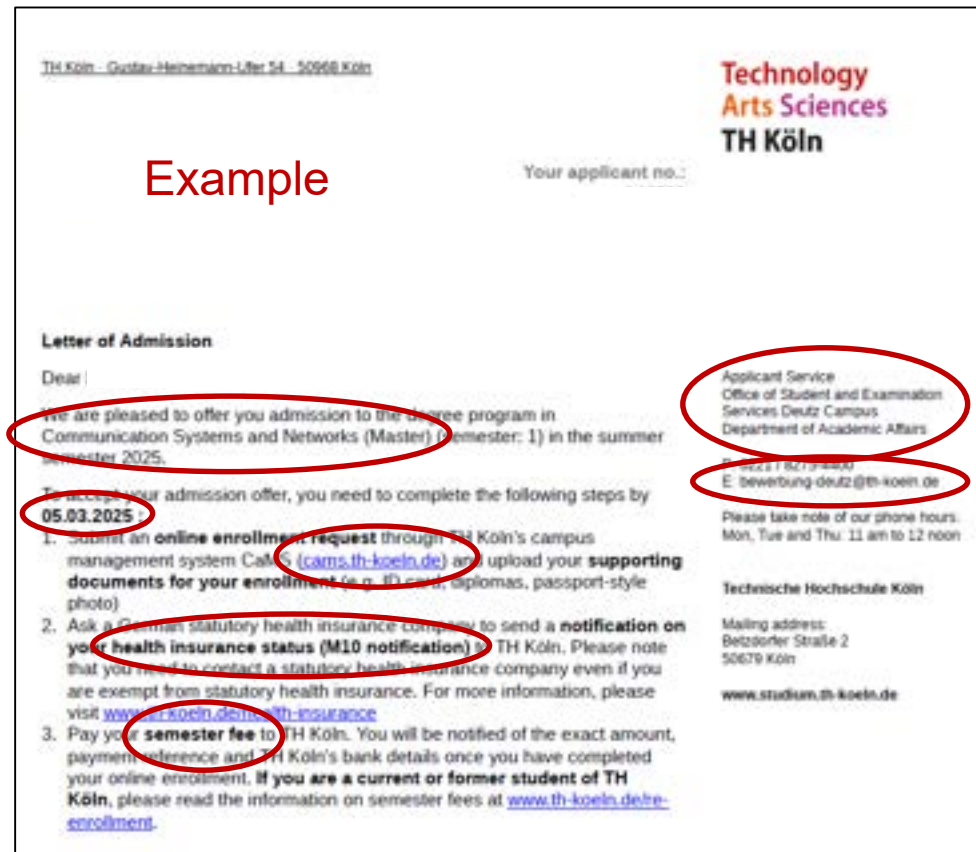 TH Köln - Gustav-Heinemann-Ufer 54 - 50968 Köln
Technology
Arts Sciences
TH Köln
Example
Your applicant no.:
Letter of Admission
Dear
We are pleased to offer you admission to the degree program in
Communication Systems and Networks (Master) (semester: 1) in the summer
semester 2025.
To accept your admission offer, you need to complete the following steps by
05.03.2025 :
1. Submit an online enrollment request through TH Köln's campus
management system CaMS (cams.th-koeln.de) and upload your supporting
documents for your enrollment (e.g. ID card, diplomas, passport-style
photo)
2. Ask a German statutory health insurance company to send a notification on
your health insurance status (M10 notification) to TH Köln. Please note
that you need to contact a statutory health insurance company even if you
are exempt from statutory health insurance. For more information, please
visit www.th-koeln.de/health-insurance
3. Pay your semester fee to TH Köln. You will be notified of the exact amount,
payment reference and TH Köln's bank details once you have completed
your online enrollment. If you are a current or former student of TH
Köln, please read the information on semester fees at www.th-koeln.de/re-
enrollment.
Applicant Service
Office of Student and Examination
Services Deutz Campus
Department of Academic Affairs
P: 0221 / 8275-4400
E: bewerbung-deutz@th-koeln.de
Please take note of our phone hours:
Mon, Tue and Thu: 11 am to 12 noon
Technische Hochschule Köln
Mailing address:
Betzdorfer Straße 2
50679 Köln
www.studium.th-koeln.de